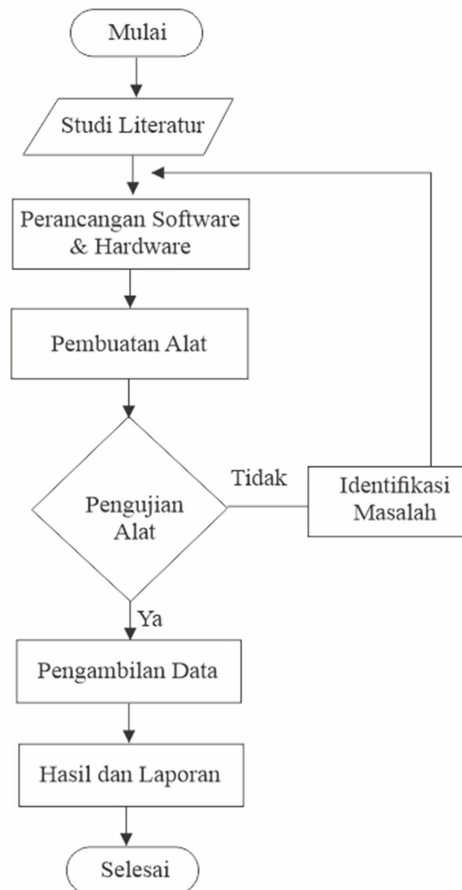 Mulai
Studi Literatur
Perancangan Software
& Hardware
Pembuatan Alat
Pengujian
Alat
Tidak
Identifikasi
Masalah
Ya
Pengambilan Data
Hasil dan Laporan
Selesai